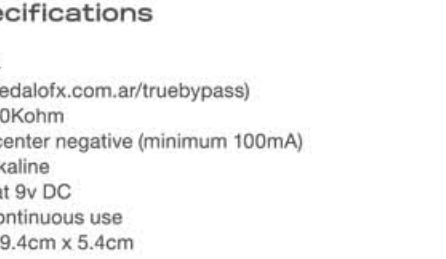 ecifications
edalofx.com.ar/truebypass)
0Kohm
center negative (minimum 100mA)
kaline
at 9v DC
ontinuous use
9.4cm x 5.4cm